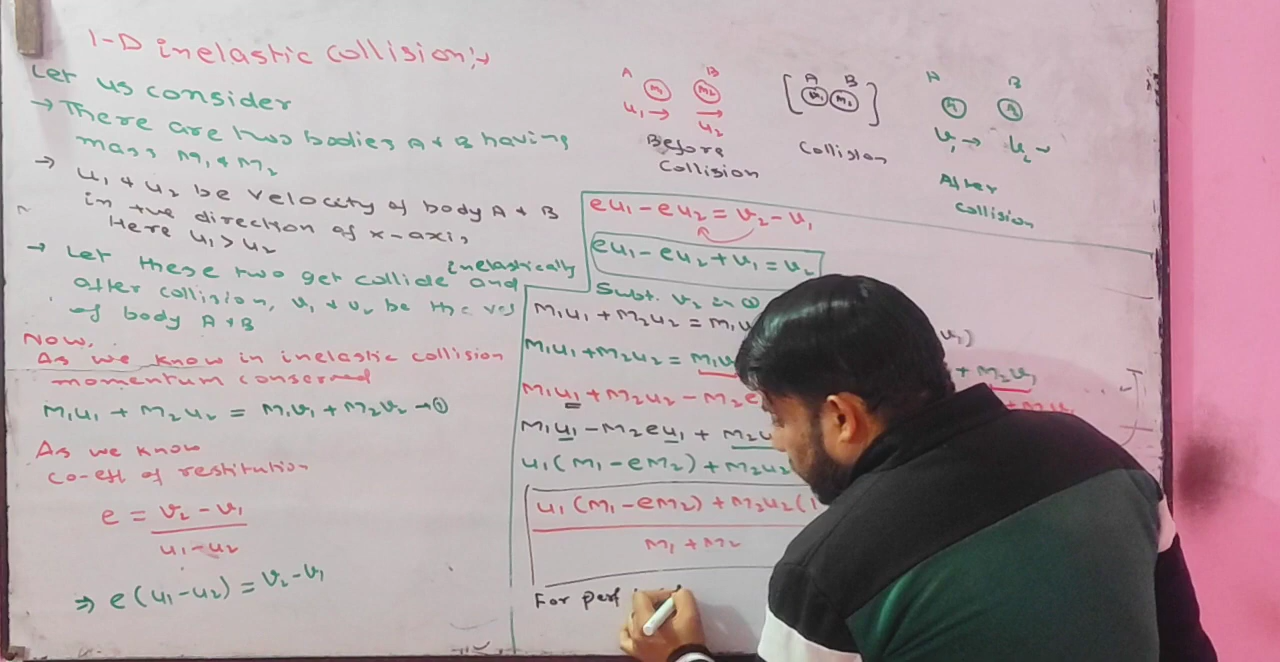 1-D inelastic collision:→
Let us consider
→ There are two bodies A & B having
mass m₁ & m₂
→ u₁ & u₂ be velocity of body A & B
in the direction of x-axis
Here u₁ > u₂
→ Let these two get collide inelastically and
after collision, v₁ & v₂ be the vel
of body A & B
Now,
As we know in inelastic collision
momentum conserved
m₁u₁ + m₂u₂ = m₁v₁ + m₂v₂ → ①
As we know
co-eff of restitution
e = v₂ - v₁
u₁ - u₂
⇒ e(u₁ - u₂) = v₂ - v₁
A B
m₁ m₂
u₁ → → u₂
Before
Collision
[ A B ]
m₁ m₂
Collision
A B
v₁ →
After
Collision
eu₁ - eu₂ = v₂ - v₁
eu₁ - eu₂ + v₁ = v₂
Subt. v₂ in ①
m₁u₁ + m₂u₂ = m₁v v₁)
m₁u₁ + m₂u₂ = m₁v + m₂v₁
m₁u₁ + m₂u₂ - m₂e
m₁u₁ - m₂eu₁ + m₂u
u₁(m₁ - em₂) + m₂u₂
u₁(m₁ - em₂) + m₂u₂(1
m₁ + m₂
For perf